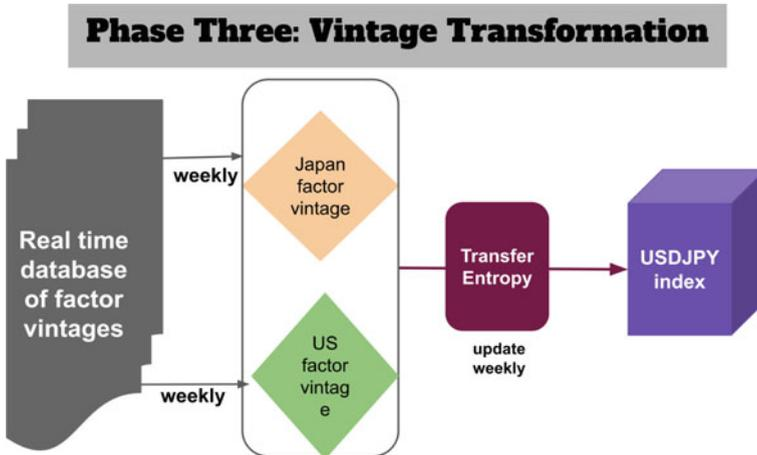 Phase Three: Vintage Transformation
weekly
Japan
factor
vintage
Real time
database
of factor
vintages
Transfer
Entropy
USDJPY
index
US
factor
vintag
e
update
weekly
weekly